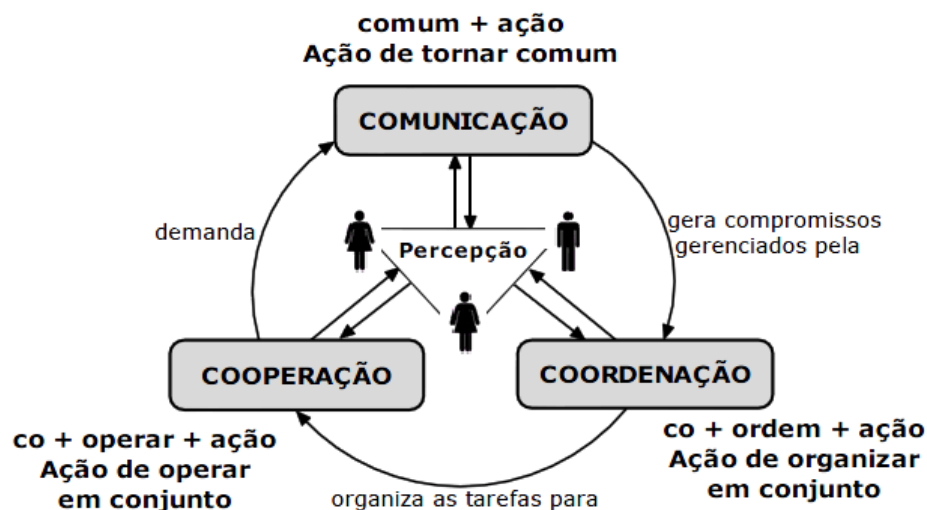 comum + ação
Ação de tornar comum
COMUNICAÇÃO
demanda
gera compromissos
gerenciados pela
Percepção
COOPERAÇÃO
COORDENAÇÃO
co + operar + ação
Ação de operar
em conjunto
co + ordem + ação
Ação de organizar
em conjunto
organiza as tarefas para